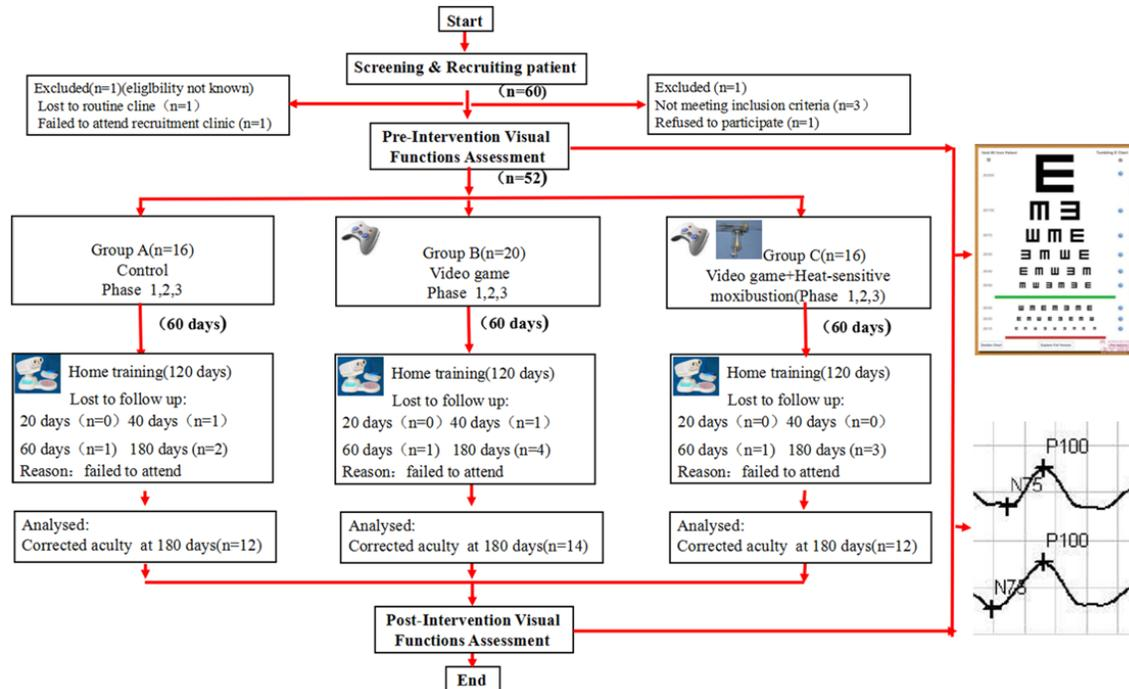 Start
Screening & Recruiting patient
(n=60)
Excluded(n=1)(eliglbility not known)
Lost to routine cline（n=1）
Failed to attend recruitment clinic (n=1)
Excluded (n=1)
Not meeting inclusion criteria (n=3）
Refused to participate (n=1)
Pre-Intervention Visual
Functions Assessment
(n=52)
Group A(n=16)
Control
Phase 1,2,3
Group B(n=20)
Video game
Phase 1,2,3
Group C(n=16)
Video game+Heat-sensitive
moxibustion(Phase 1,2,3)
（60 days）
（60 days）
（60 days）
Home training(120 days)
Lost to follow up:
20 days（n=0）40 days（n=1）
60 days（n=1）180 days（n=2）
Reason：failed to attend
Home training(120 days)
Lost to follow up:
20 days（n=0）40 days（n=1）
60 days（n=1）180 days（n=4）
Reason：failed to attend
Home training(120 days)
Lost to follow up:
20 days（n=0）40 days（n=0）
60 days（n=1）180 days（n=3）
Reason：failed to attend
Analysed:
Corrected aculty at 180 days(n=12)
Analysed:
Corrected aculty at 180 days(n=14)
Analysed:
Corrected aculty at 180 days(n=12)
Post-Intervention Visual
Functions Assessment
End
E
P100
N75
P100
N75